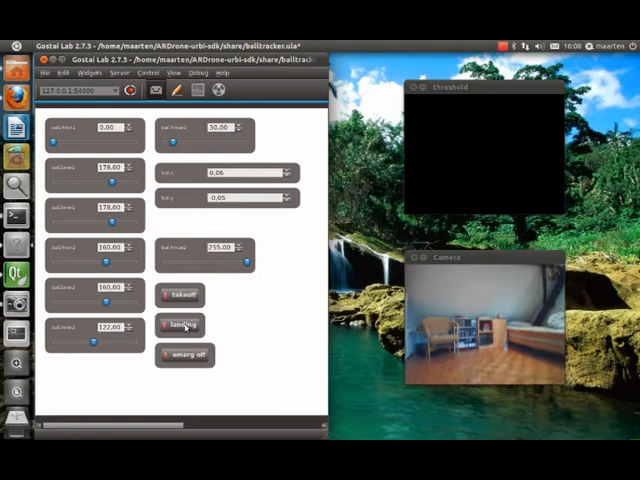 Gostai Lab 2.7.3 - /home/maarten/ARDrone-urbi-sdk/share/balltracker.ula*
16:08 maarten
Gostai Lab 2.7.3 - /home/maarten/ARDrone-urbi-sdk/share/balltrack
File Edit Widgets Server Control View Debug Help
127.0.0.1:54000
0,00
30,00
178,00
0,06
178,00
-0,05
160,00
255,00
160,00
takeoff
122,00
landing
emerg off
threshold
Camera